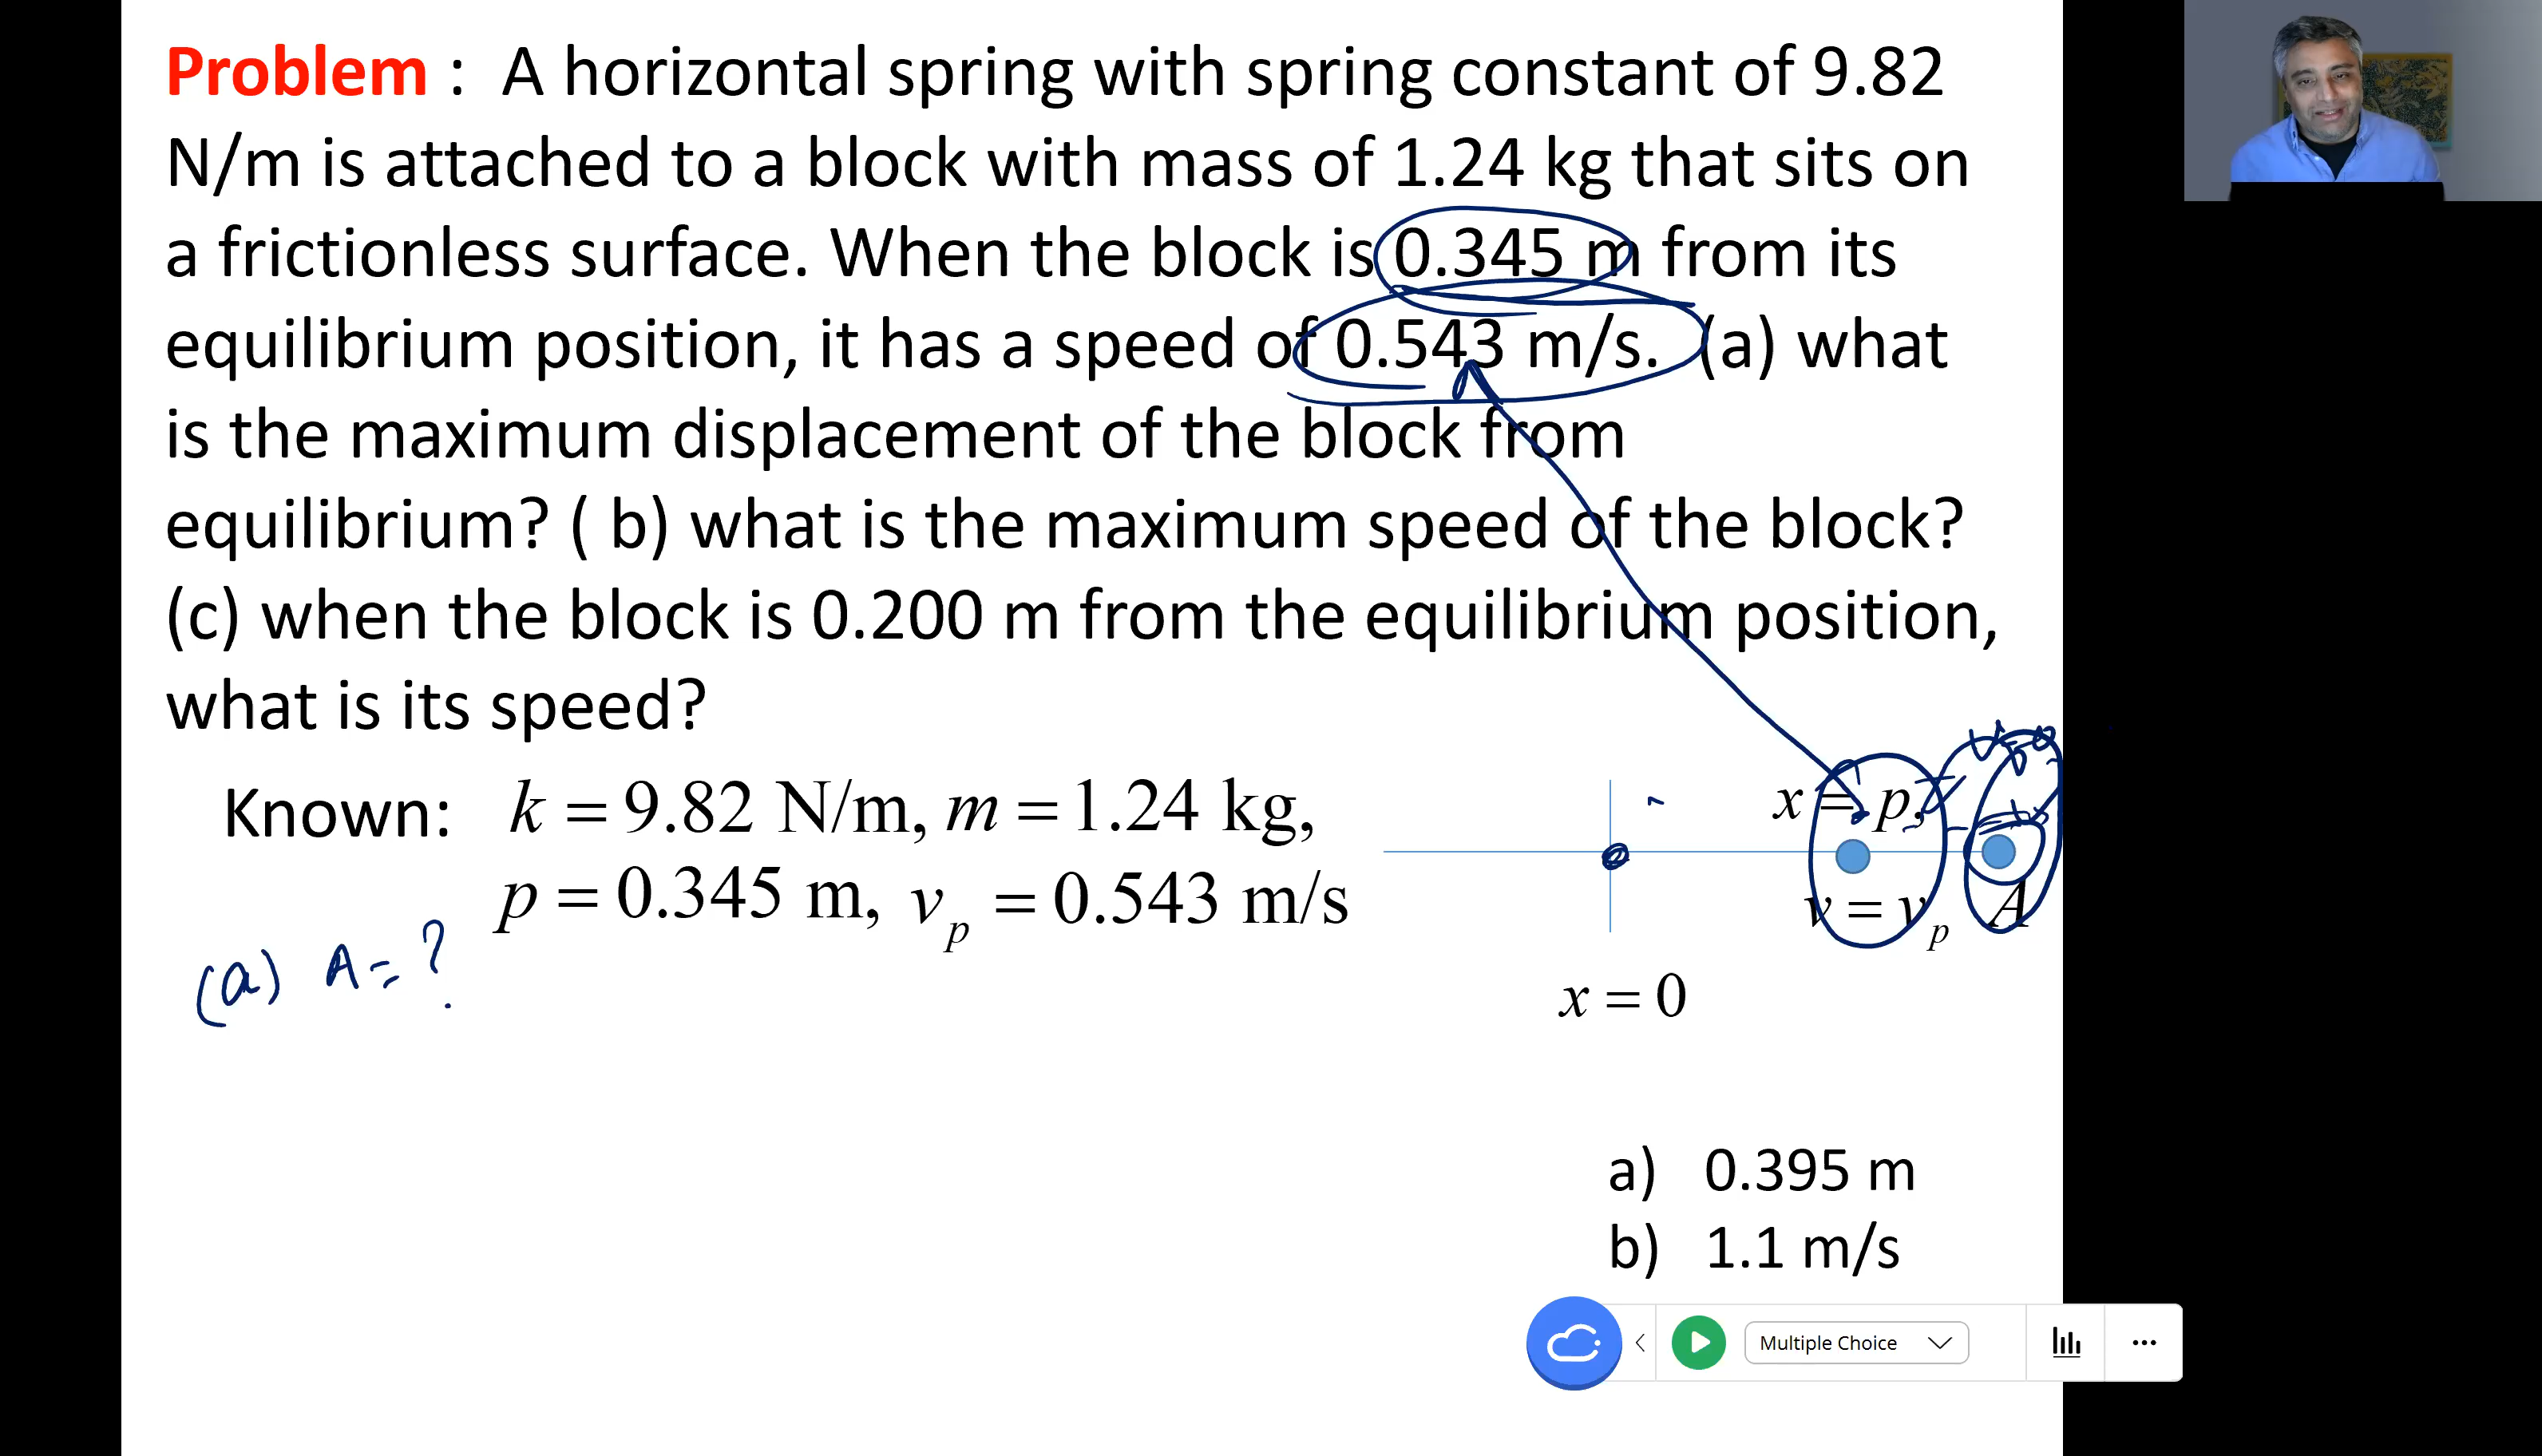 Problem : A horizontal spring with spring constant of 9.82
N/m is attached to a block with mass of 1.24 kg that sits on
a frictionless surface. When the block is 0.345 m from its
equilibrium position, it has a speed of 0.543 m/s. (a) what
is the maximum displacement of the block from
equilibrium? ( b) what is the maximum speed of the block?
(c) when the block is 0.200 m from the equilibrium position,
what is its speed?
Known: k = 9.82 N/m, m = 1.24 kg,
p = 0.345 m, v_p = 0.543 m/s
(a) A = ?
x = p,
v = v_p
A
x = 0
a) 0.395 m
b) 1.1 m/s
Multiple Choice